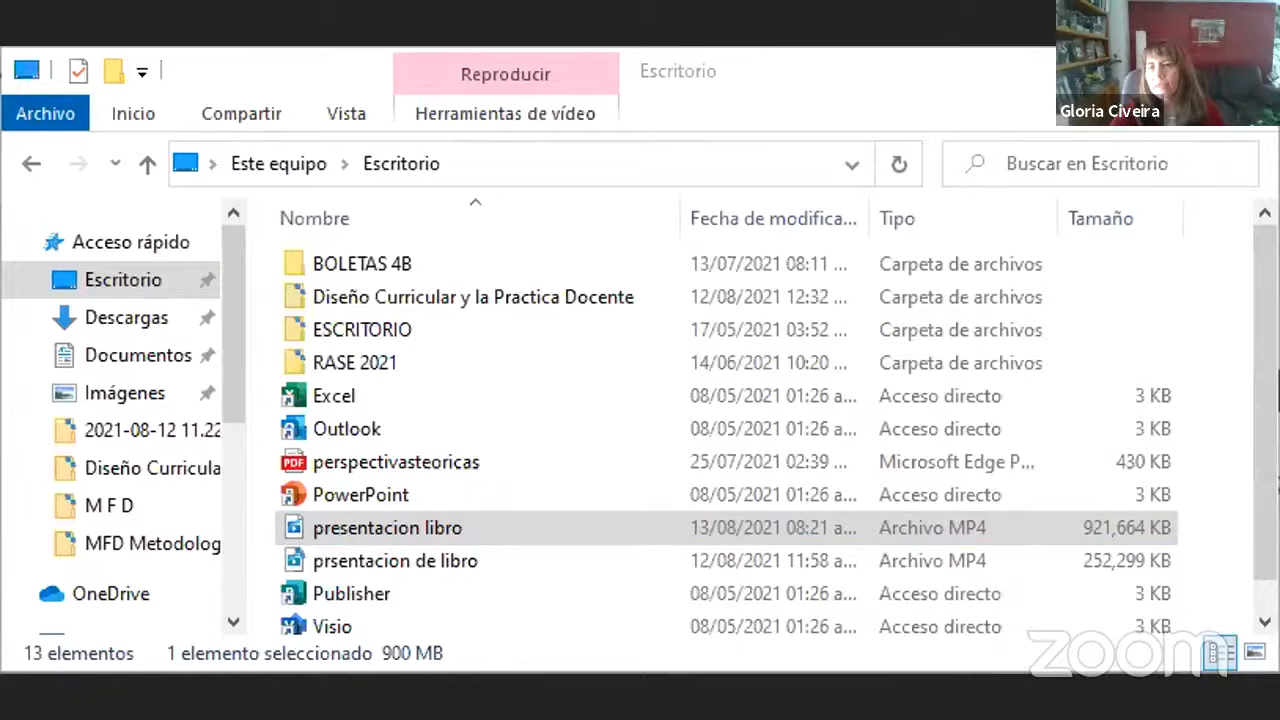 Reproducir
Escritorio
Archivo
Inicio
Compartir
Vista
Herramientas de vídeo
Gloria Civeira
Este equipo
Escritorio
Buscar en Escritorio
Nombre
Fecha de modifica...
Tipo
Tamaño
Acceso rápido
Escritorio
Descargas
Documentos
Imágenes
2021-08-12 11.22
Diseño Curricula
M F D
MFD Metodolog
OneDrive
BOLETAS 4B 13/07/2021 08:11 ... Carpeta de archivos
Diseño Curricular y la Practica Docente 12/08/2021 12:32 ... Carpeta de archivos
ESCRITORIO 17/05/2021 03:52 ... Carpeta de archivos
RASE 2021 14/06/2021 10:20 ... Carpeta de archivos
Excel 08/05/2021 01:26 a... Acceso directo 3 KB
Outlook 08/05/2021 01:26 a... Acceso directo 3 KB
PDF perspectivasteoricas 25/07/2021 02:39 ... Microsoft Edge P... 430 KB
PowerPoint 08/05/2021 01:26 a... Acceso directo 3 KB
presentacion libro 13/08/2021 08:21 a... Archivo MP4 921,664 KB
prsentacion de libro 12/08/2021 11:58 a... Archivo MP4 252,299 KB
Publisher 08/05/2021 01:26 a... Acceso directo 3 KB
Visio 08/05/2021 01:26 a... Acceso directo 3 KB
13 elementos 1 elemento seleccionado 900 MB
zoom